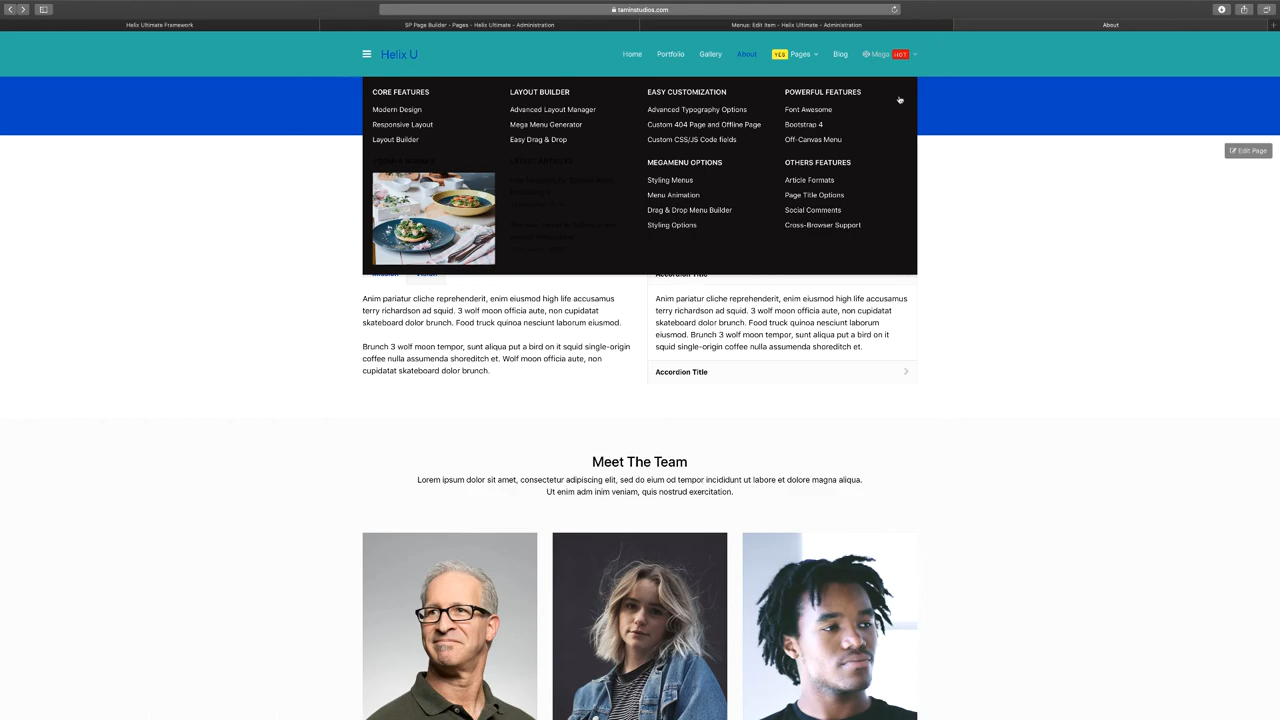 taminstudios.com
Helix Ultimate Framework
SP Page Builder - Pages - Helix Ultimate - Administration
Menus: Edit Item - Helix Ultimate - Administration
About
Helix U
Home
Portfolio
Gallery
About
YES Pages
Blog
Mega HOT
CORE FEATURES
Modern Design
Responsive Layout
Layout Builder
LAYOUT BUILDER
Advanced Layout Manager
Mega Menu Generator
Easy Drag & Drop
EASY CUSTOMIZATION
Advanced Typography Options
Custom 404 Page and Offline Page
Custom CSS/JS Code fields
POWERFUL FEATURES
Font Awesome
Bootstrap 4
Off-Canvas Menu
LATEST ARTICLES
MEGAMENU OPTIONS
Styling Menus
Menu Animation
Drag & Drop Menu Builder
Styling Options
OTHERS FEATURES
Article Formats
Page Title Options
Social Comments
Cross-Browser Support
Edit Page
Mission
Vision
Anim pariatur cliche reprehenderit, enim eiusmod high life accusamus
terry richardson ad squid. 3 wolf moon officia aute, non cupidatat
skateboard dolor brunch. Food truck quinoa nesciunt laborum eiusmod.
Brunch 3 wolf moon tempor, sunt aliqua put a bird on it squid single-origin
coffee nulla assumenda shoreditch et. Wolf moon officia aute, non
cupidatat skateboard dolor brunch.
Accordion Title
Anim pariatur cliche reprehenderit, enim eiusmod high life accusamus
terry richardson ad squid. 3 wolf moon officia aute, non cupidatat
skateboard dolor brunch. Food truck quinoa nesciunt laborum
eiusmod. Brunch 3 wolf moon tempor, sunt aliqua put a bird on it
squid single-origin coffee nulla assumenda shoreditch et.
Accordion Title
Meet The Team
Lorem ipsum dolor sit amet, consectetur adipiscing elit, sed do eium od tempor incididunt ut labore et dolore magna aliqua.
Ut enim adm inim veniam, quis nostrud exercitation.